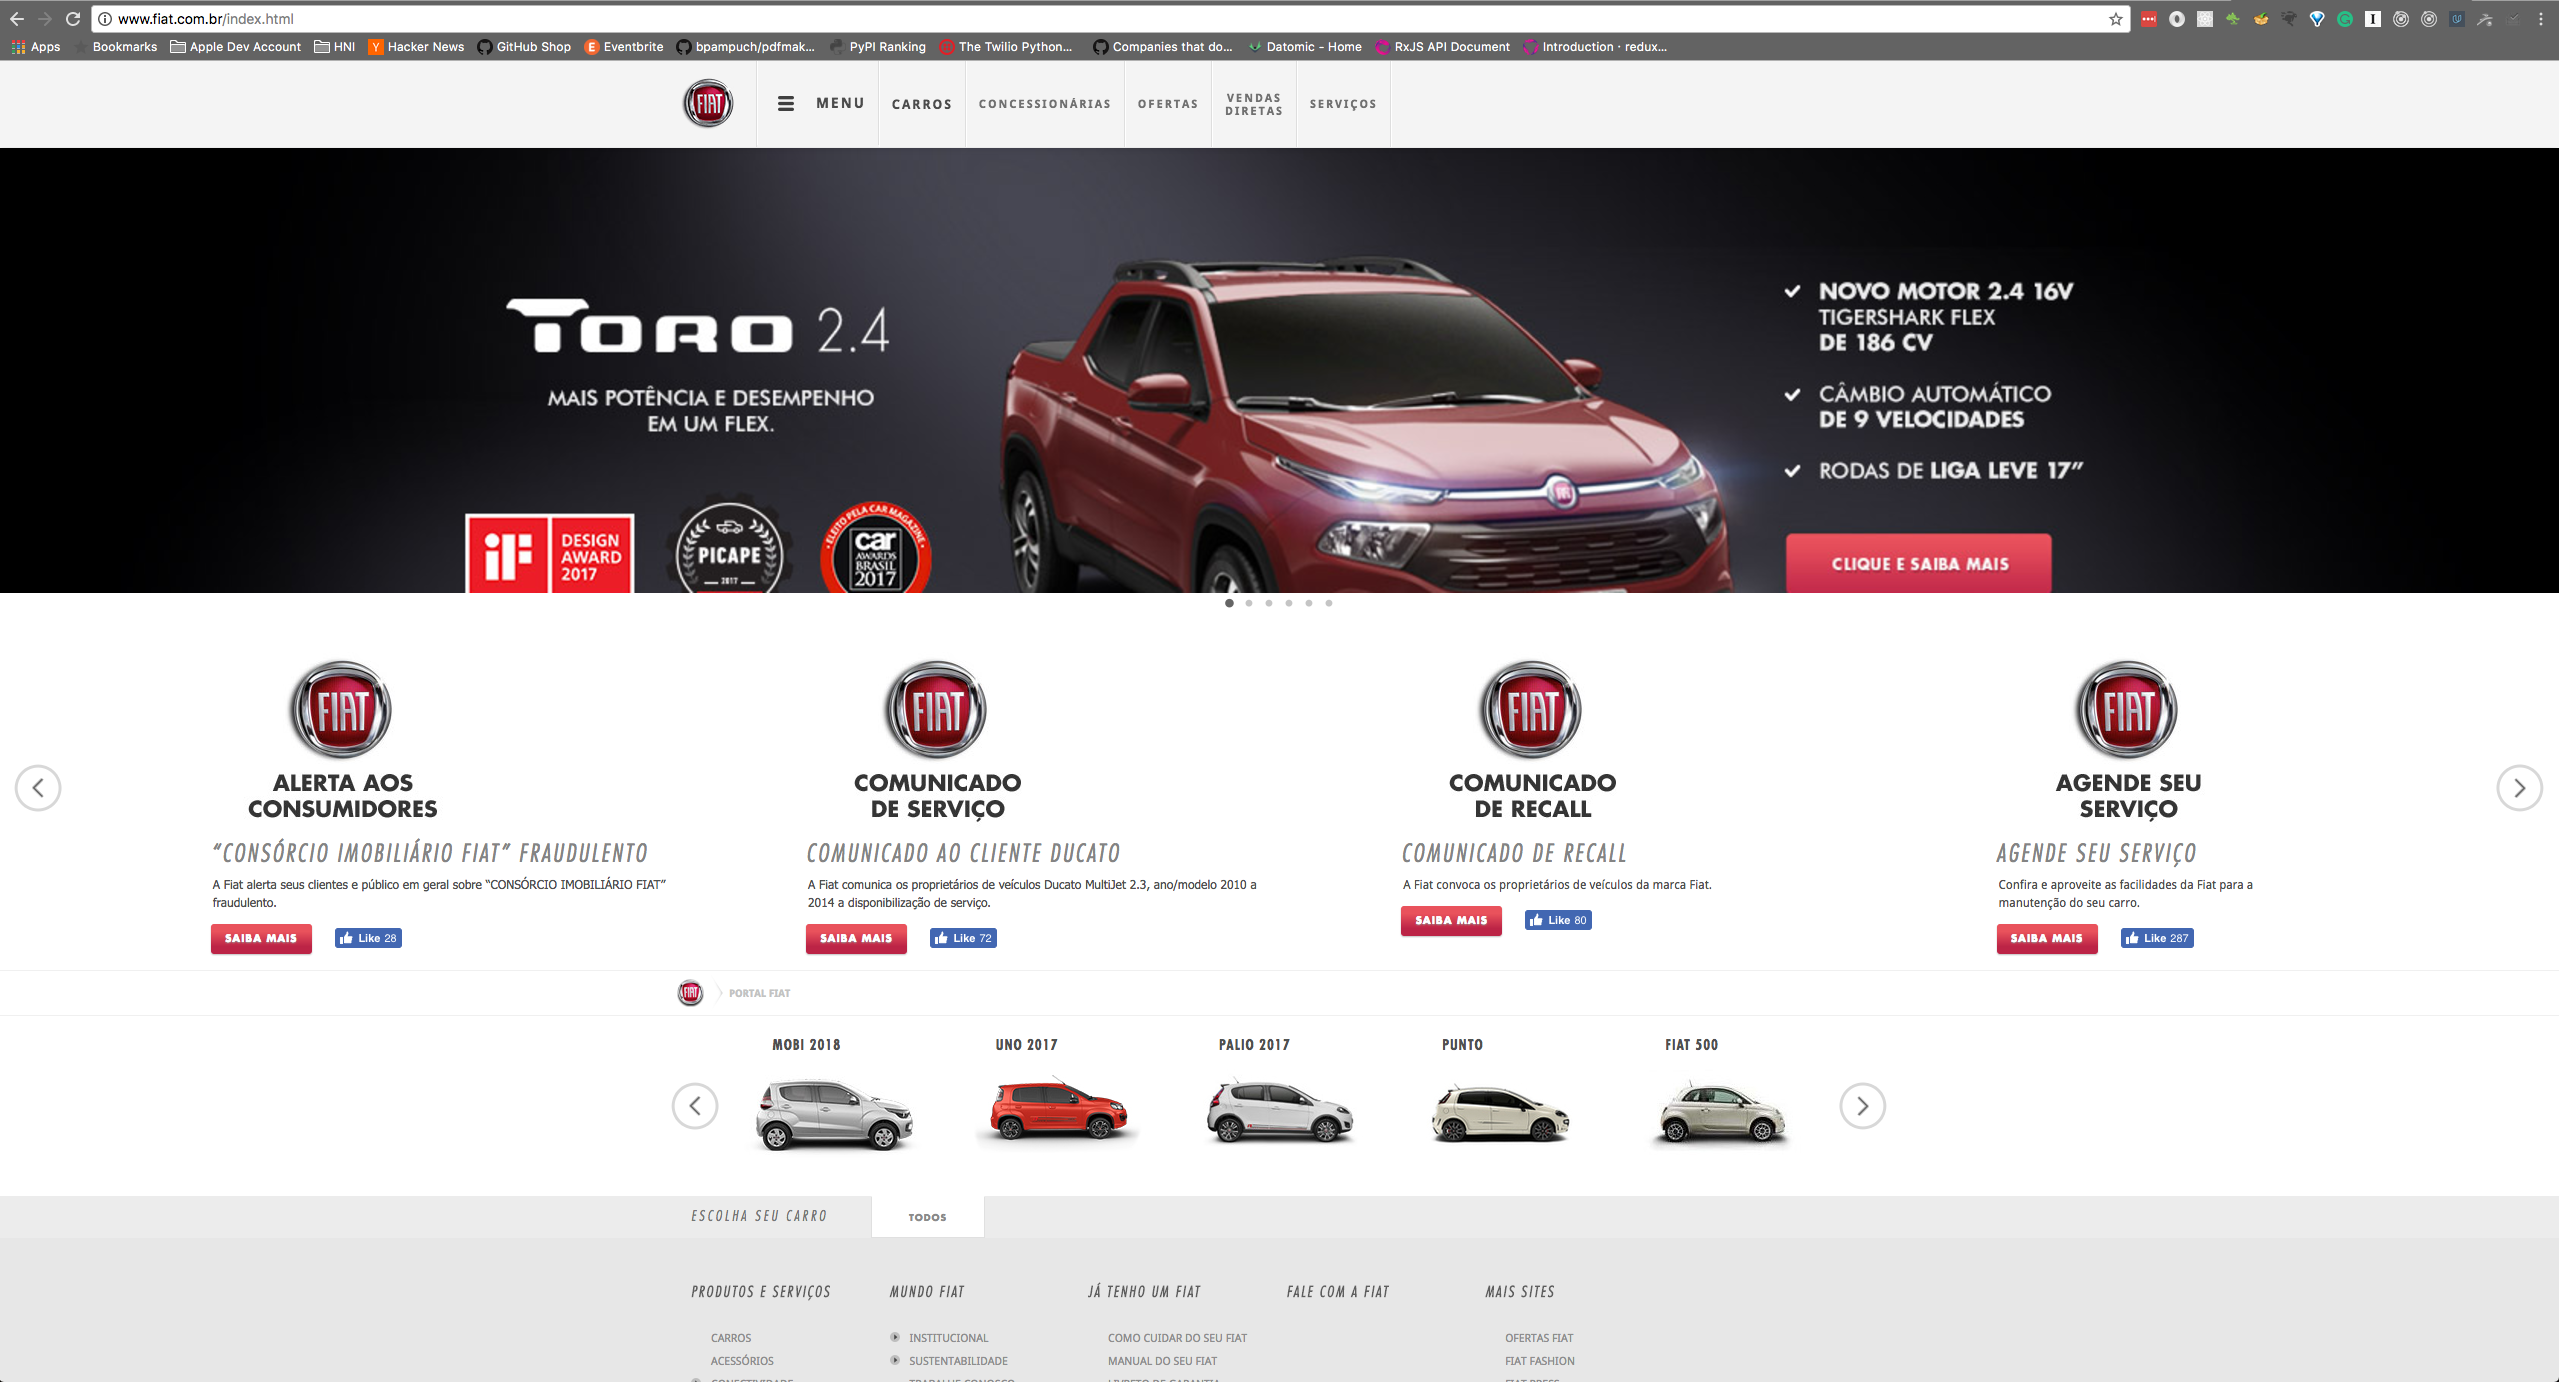 www.fiat.com.br/index.html
Apps
Bookmarks
Apple Dev Account
HNI
Hacker News
GitHub Shop
Eventbrite
bpampuch/pdfmak...
PyPI Ranking
The Twilio Python...
Companies that do...
Datomic - Home
RxJS API Document
Introduction · redux...
FIAT
MENU
CARROS
CONCESSIONÁRIAS
OFERTAS
VENDAS
DIRETAS
SERVIÇOS
TORO 2.4
MAIS POTÊNCIA E DESEMPENHO
EM UM FLEX.
iF
DESIGN
AWARD
2017
PICAPE
2017
ELEITO PELA CAR MAGAZINE
car
AWARDS
BRASIL
2017
NOVO MOTOR 2.4 16V
TIGERSHARK FLEX
DE 186 CV
CÂMBIO AUTOMÁTICO
DE 9 VELOCIDADES
RODAS DE LIGA LEVE 17”
CLIQUE E SAIBA MAIS
FIAT
ALERTA AOS
CONSUMIDORES
“CONSÓRCIO IMOBILIÁRIO FIAT” FRAUDULENTO
A Fiat alerta seus clientes e público em geral sobre “CONSÓRCIO IMOBILIÁRIO FIAT”
fraudulento.
SAIBA MAIS
Like 28
FIAT
COMUNICADO
DE SERVIÇO
COMUNICADO AO CLIENTE DUCATO
A Fiat comunica os proprietários de veículos Ducato MultiJet 2.3, ano/modelo 2010 a
2014 a disponibilização de serviço.
SAIBA MAIS
Like 72
FIAT
COMUNICADO
DE RECALL
COMUNICADO DE RECALL
A Fiat convoca os proprietários de veículos da marca Fiat.
SAIBA MAIS
Like 80
FIAT
AGENDE SEU
SERVIÇO
AGENDE SEU SERVIÇO
Confira e aproveite as facilidades da Fiat para a
manutenção do seu carro.
SAIBA MAIS
Like 287
FIAT
PORTAL FIAT
MOBI 2018
UNO 2017
PALIO 2017
PUNTO
FIAT 500
ESCOLHA SEU CARRO
TODOS
PRODUTOS E SERVIÇOS
CARROS
ACESSÓRIOS
CONECTIVIDADE
MUNDO FIAT
INSTITUCIONAL
SUSTENTABILIDADE
TRABALHE CONOSCO
JÁ TENHO UM FIAT
COMO CUIDAR DO SEU FIAT
MANUAL DO SEU FIAT
LIVRETO DE GARANTIA
FALE COM A FIAT
MAIS SITES
OFERTAS FIAT
FIAT FASHION
FIAT PRESS